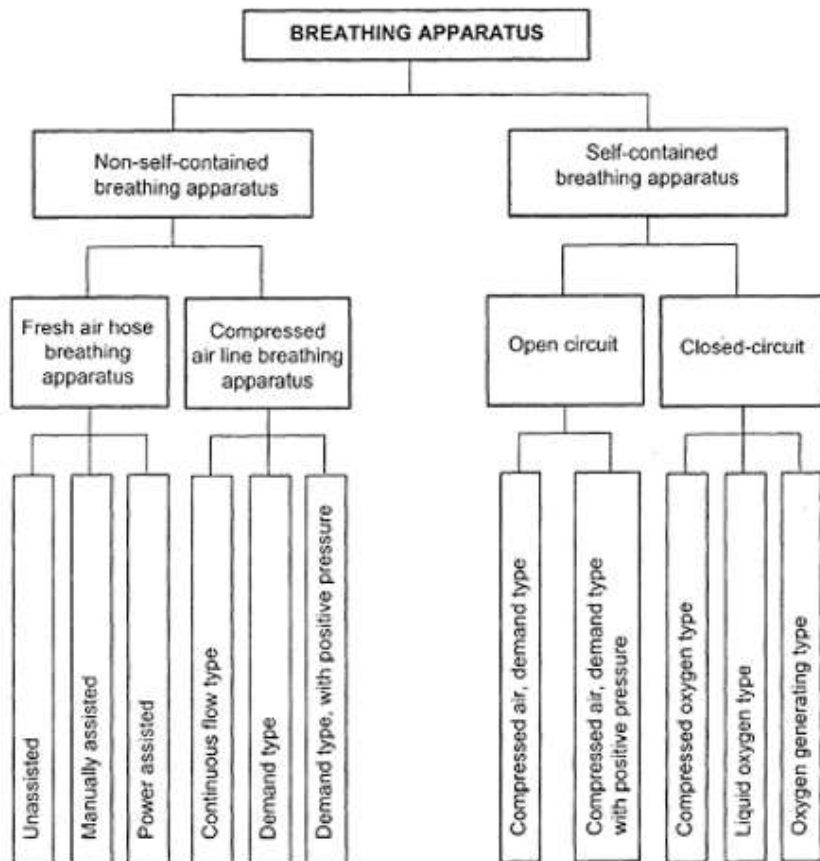 BREATHING APPARATUS
Non-self-contained
breathing apparatus
Self-contained
breathing apparatus
Fresh air hose
breathing
apparatus
Compressed
air line breathing
apparatus
Open circuit
Closed-circuit
Unassisted
Manually assisted
Power assisted
Continuous flow type
Demand type
Demand type, with positive pressure
Compressed air, demand type
Compressed air, demand type
with positive pressure
Compressed oxygen type
Liquid oxygen type
Oxygen generating type